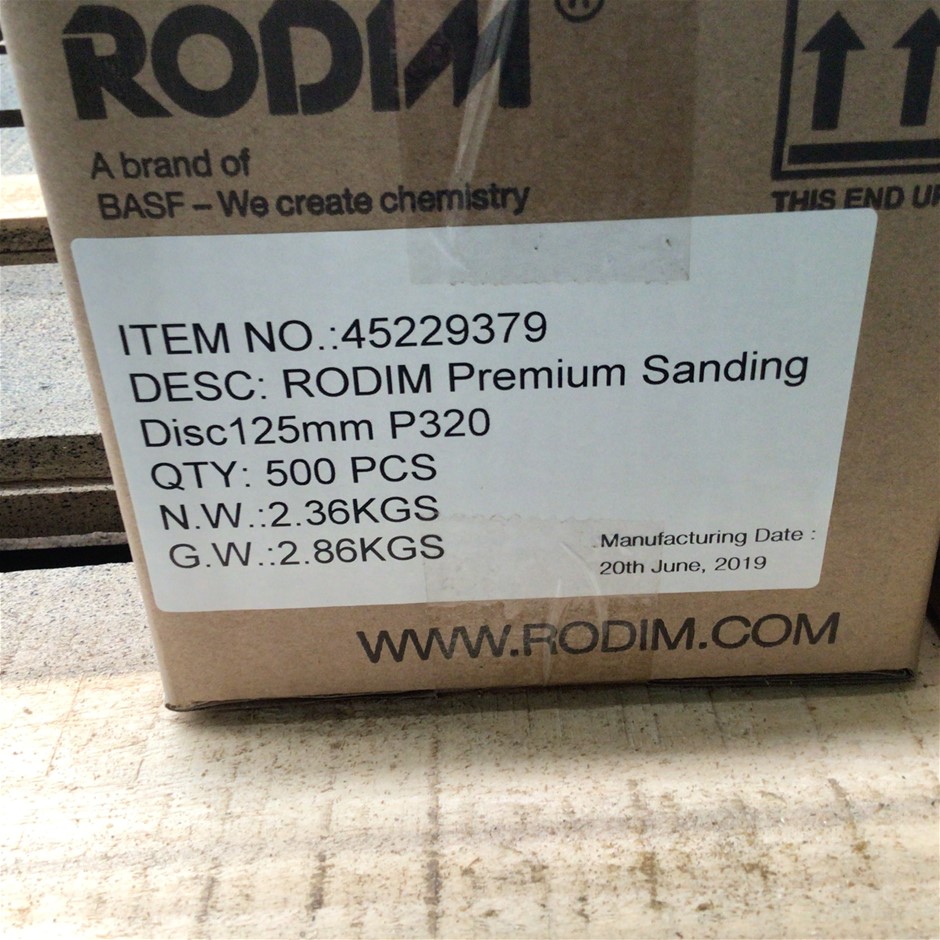 RODIM®
A brand of
BASF – We create chemistry
THIS END UP
ITEM NO.:45229379
DESC: RODIM Premium Sanding
Disc125mm P320
QTY: 500 PCS
N.W.:2.36KGS
G.W.:2.86KGS
Manufacturing Date :
20th June, 2019
WWW.RODIM.COM